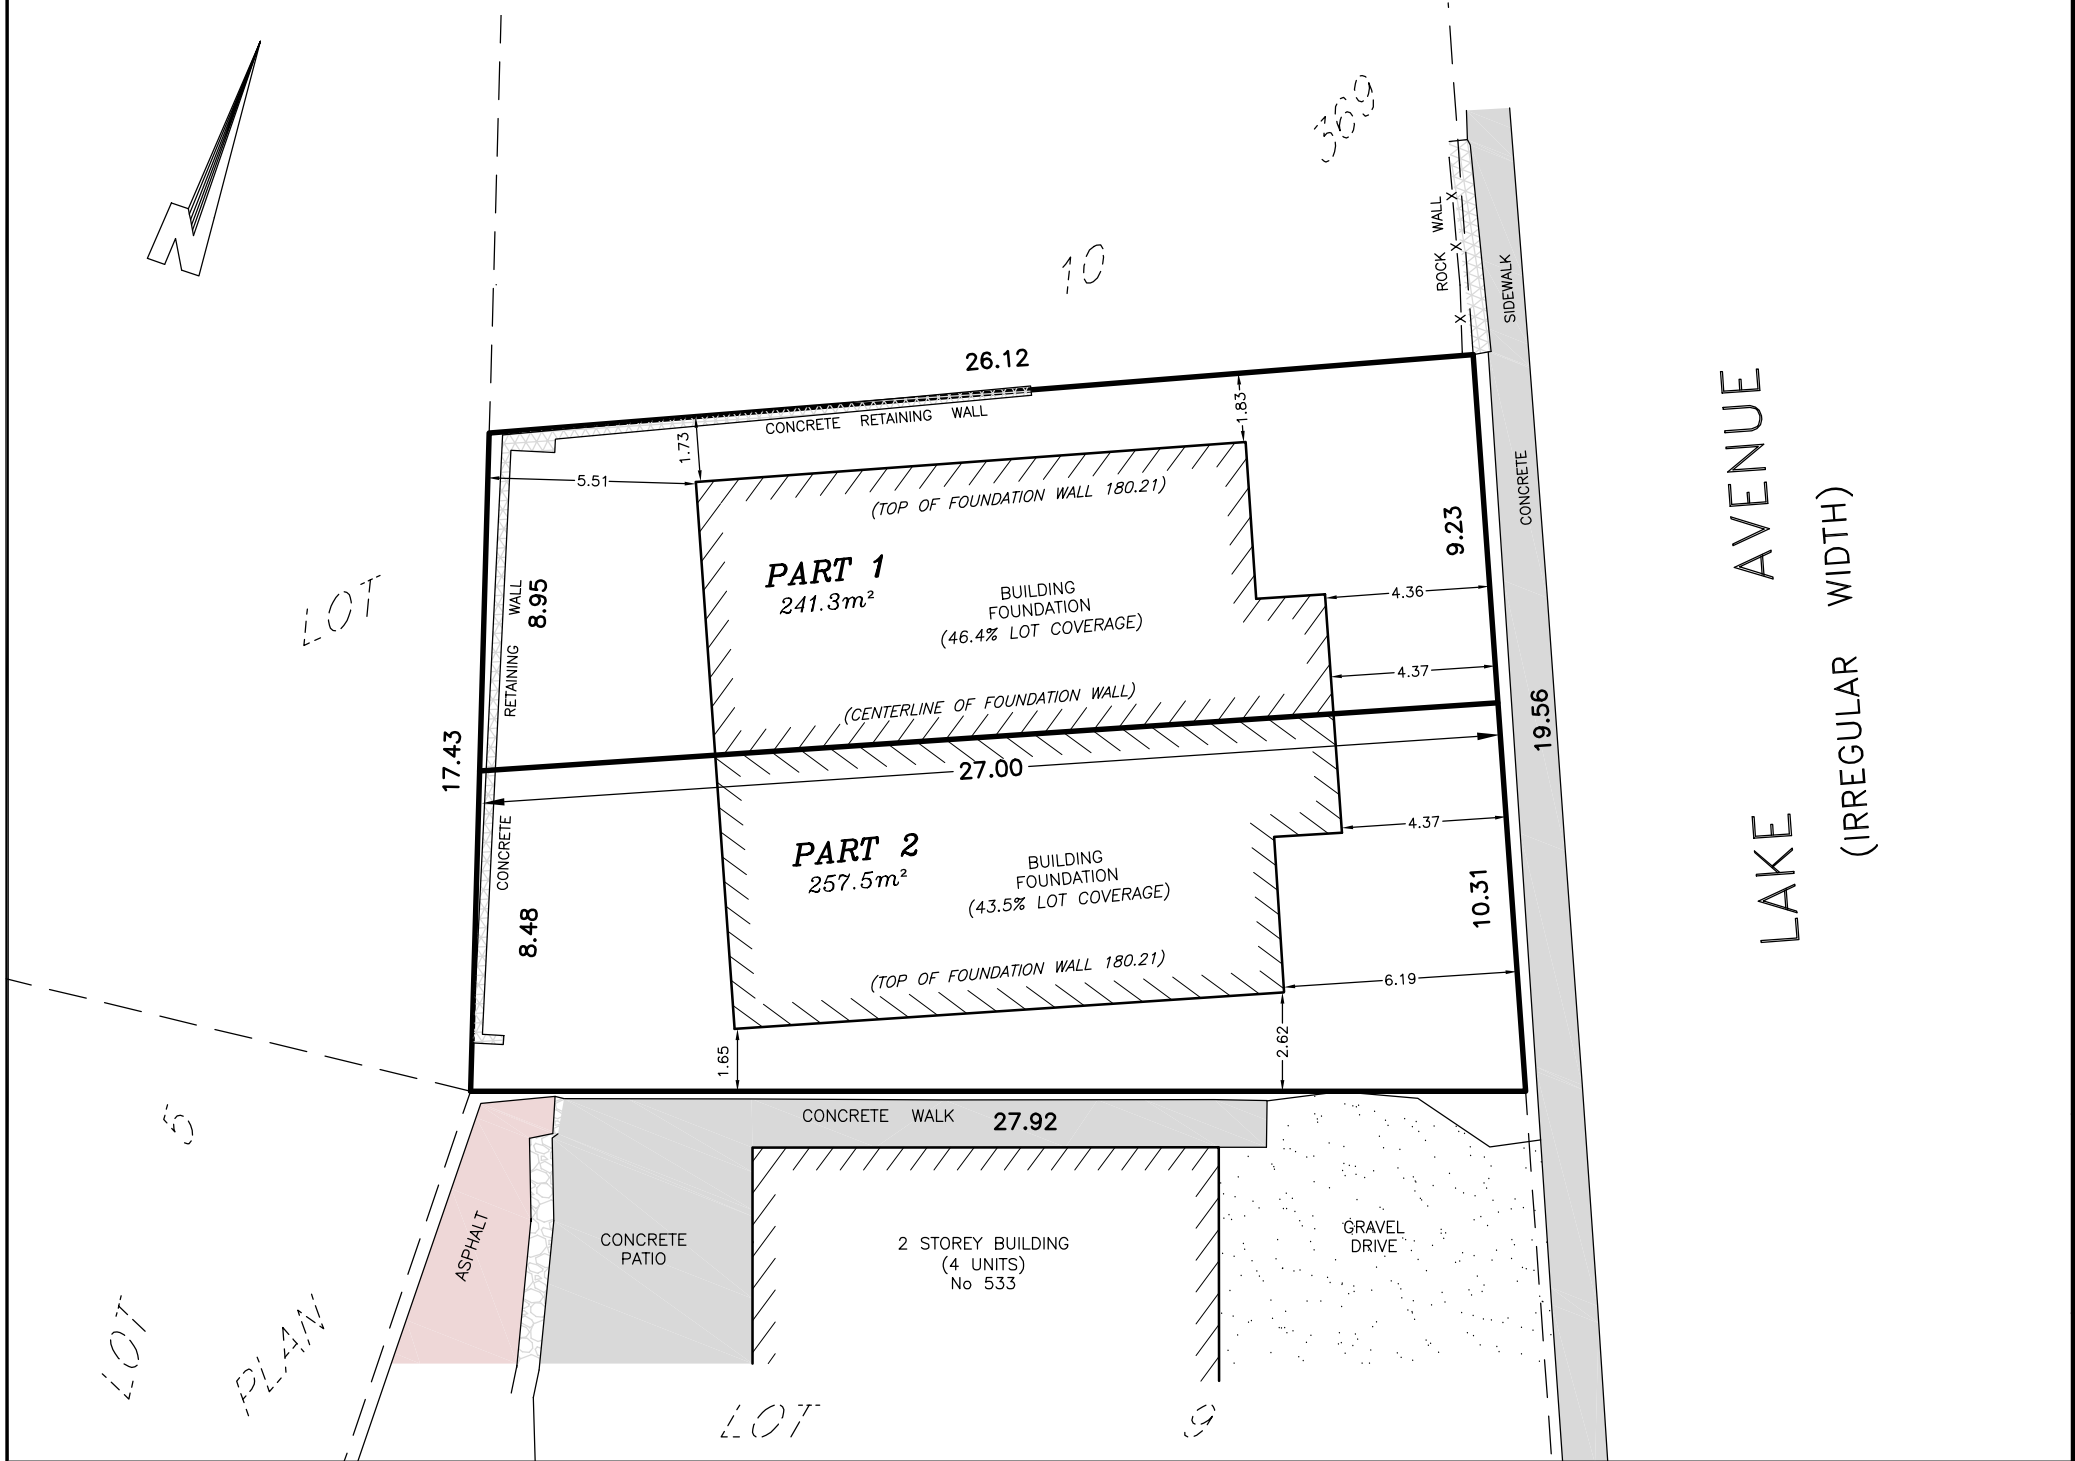 369
10
ROCK WALL
SIDEWALK
26.12
CONCRETE RETAINING WALL
1.73
1.83
5.51
(TOP OF FOUNDATION WALL 180.21)
CONCRETE
9.23
LAKE AVENUE
(IRREGULAR WIDTH)
PART 1
241.3m²
BUILDING
FOUNDATION
(46.4% LOT COVERAGE)
4.36
LOT
CONCRETE RETAINING WALL
8.95
4.37
(CENTERLINE OF FOUNDATION WALL)
19.56
17.43
27.00
4.37
PART 2
257.5m²
BUILDING
FOUNDATION
(43.5% LOT COVERAGE)
10.31
8.48
(TOP OF FOUNDATION WALL 180.21)
6.19
1.65
2.62
5
CONCRETE WALK
27.92
ASPHALT
CONCRETE
PATIO
2 STOREY BUILDING
(4 UNITS)
No 533
GRAVEL
DRIVE
LOT
PLAN
LOT
9
N